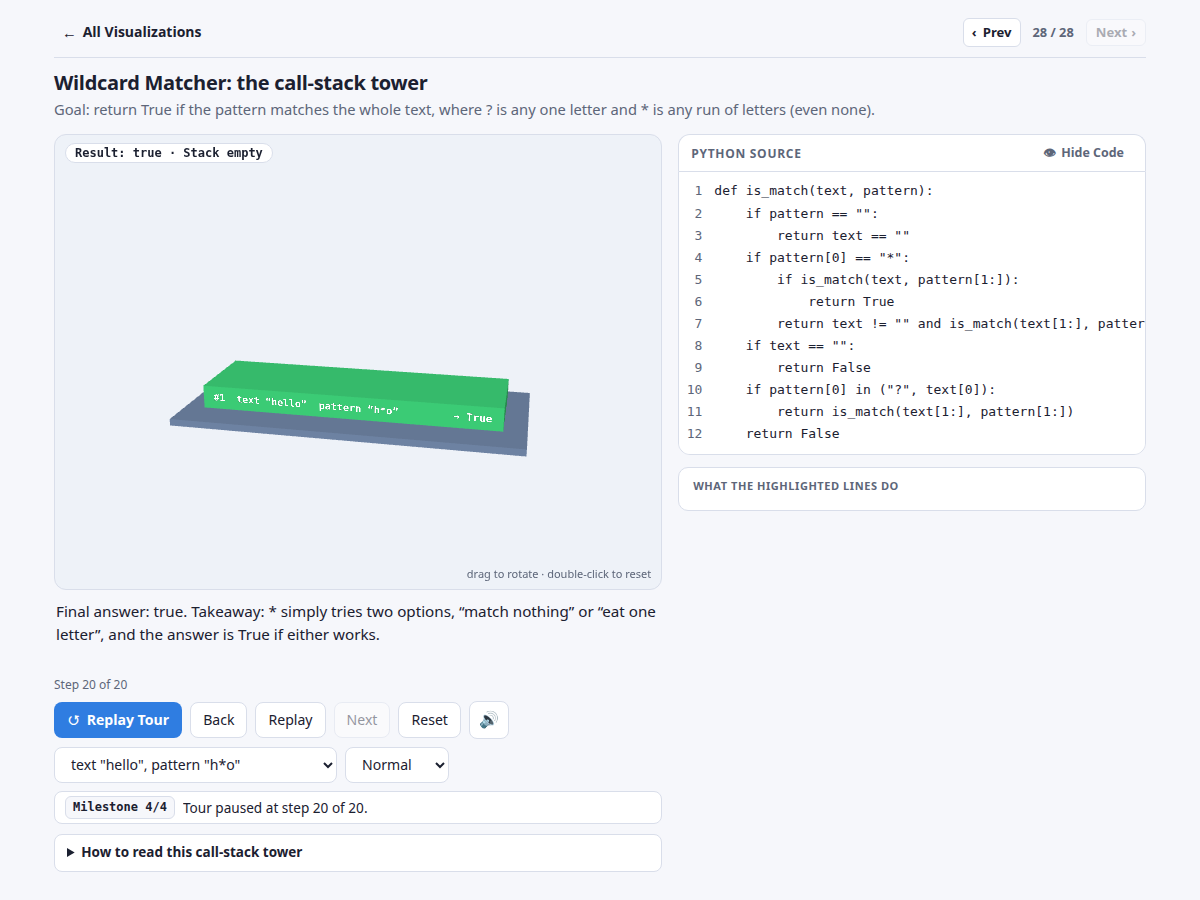 ← All Visualizations
‹ Prev
28 / 28
Next ›
Wildcard Matcher: the call-stack tower
Goal: return True if the pattern matches the whole text, where ? is any one letter and * is any run of letters (even none).
Result: true · Stack empty
#1 text "hello" pattern "h*o" → True
drag to rotate · double-click to reset
Final answer: true. Takeaway: * simply tries two options, “match nothing” or “eat one
letter”, and the answer is True if either works.
Step 20 of 20
↺ Replay Tour
Back
Replay
Next
Reset
text "hello", pattern "h*o"
Normal
Milestone 4/4
Tour paused at step 20 of 20.
▶ How to read this call-stack tower
PYTHON SOURCE
Hide Code
1 def is_match(text, pattern):
2     if pattern == "":
3         return text == ""
4     if pattern[0] == "*":
5         if is_match(text, pattern[1:]):
6             return True
7         return text != "" and is_match(text[1:], patter
8     if text == "":
9         return False
10     if pattern[0] in ("?", text[0]):
11         return is_match(text[1:], pattern[1:])
12     return False
WHAT THE HIGHLIGHTED LINES DO